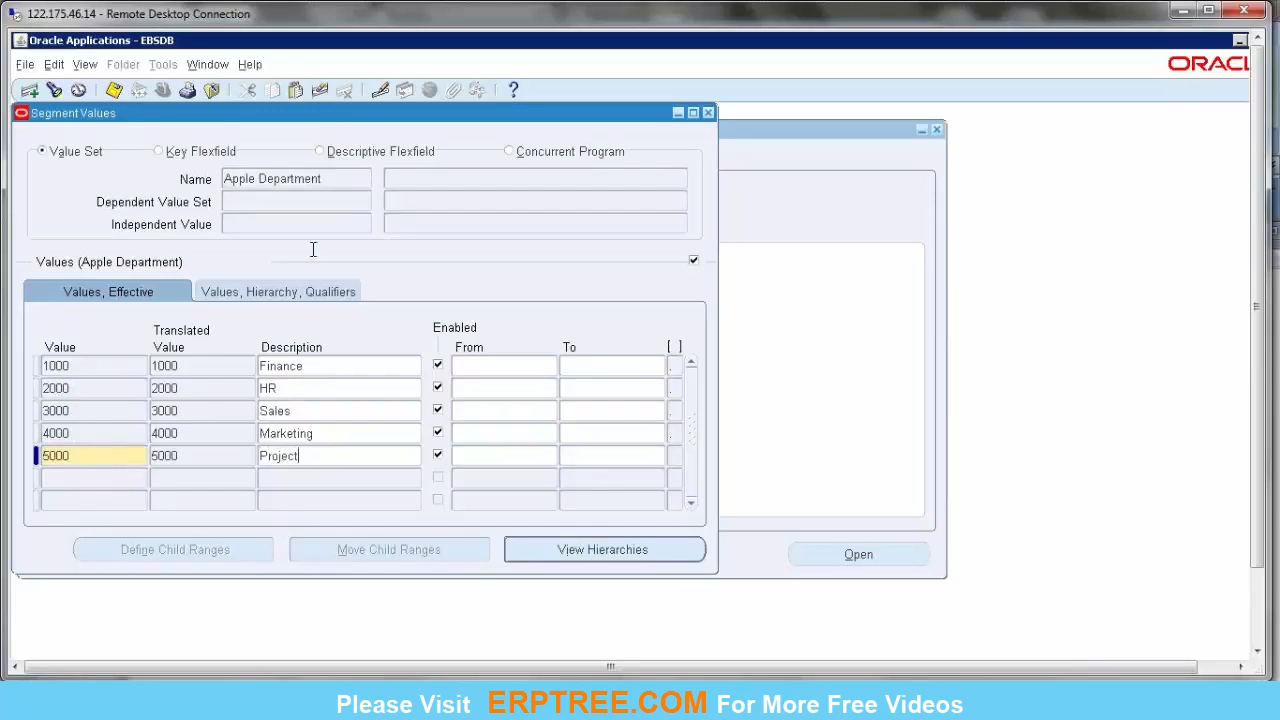 122.175.46.14 - Remote Desktop Connection
Oracle Applications - EBSDB
File Edit View Folder Tools Window Help
ORACL
Segment Values
Value Set Key Flexfield Descriptive Flexfield Concurrent Program
Name Apple Department
Dependent Value Set
Independent Value
Values (Apple Department)
Values, Effective Values, Hierarchy, Qualifiers
Translated Enabled
Value Value Description From To [ ]
1000 1000 Finance
2000 2000 HR
3000 3000 Sales
4000 4000 Marketing
5000 5000 Project
Define Child Ranges Move Child Ranges View Hierarchies Open
Please Visit ERPTREE.COM For More Free Videos